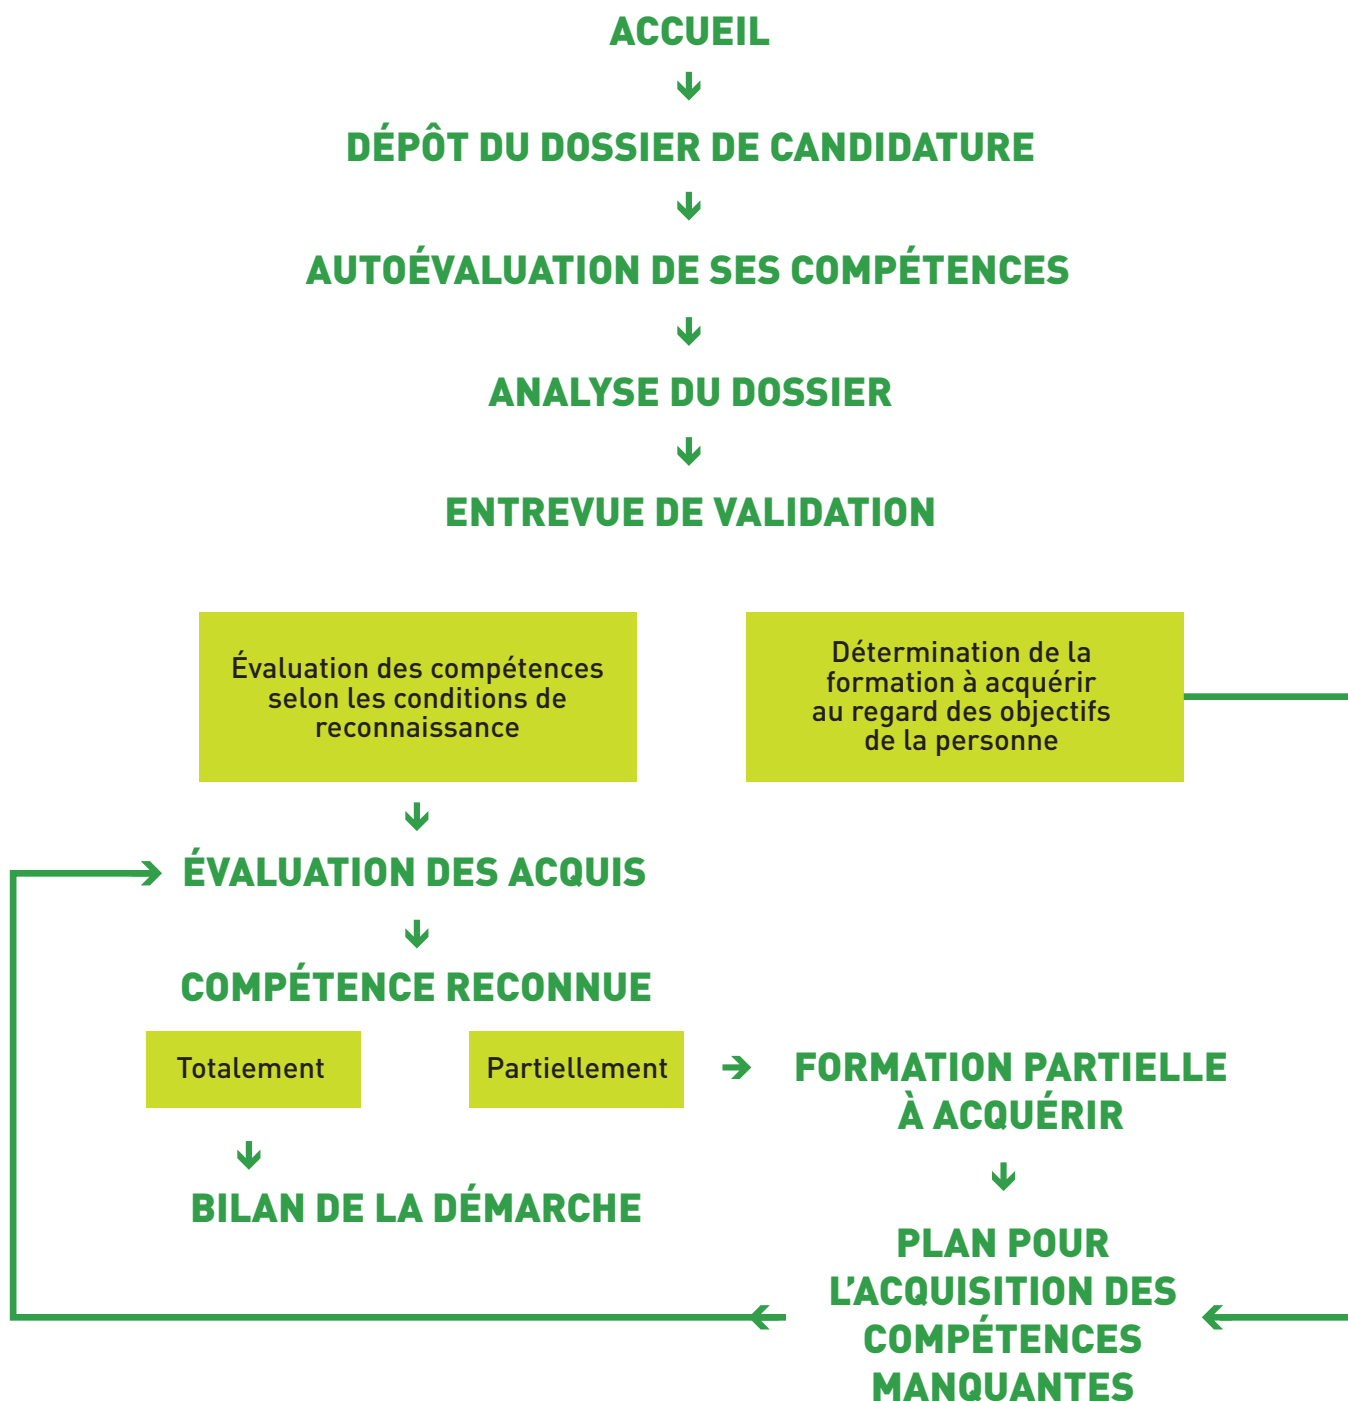 ACCUEIL
DÉPÔT DU DOSSIER DE CANDIDATURE
AUTOÉVALUATION DE SES COMPÉTENCES
ANALYSE DU DOSSIER
ENTREVUE DE VALIDATION
Évaluation des compétences
selon les conditions de
reconnaissance
Détermination de la
formation à acquérir
au regard des objectifs
de la personne
ÉVALUATION DES ACQUIS
COMPÉTENCE RECONNUE
Totalement
Partiellement
FORMATION PARTIELLE
À ACQUÉRIR
BILAN DE LA DÉMARCHE
PLAN POUR
L’ACQUISITION DES
COMPÉTENCES
MANQUANTES